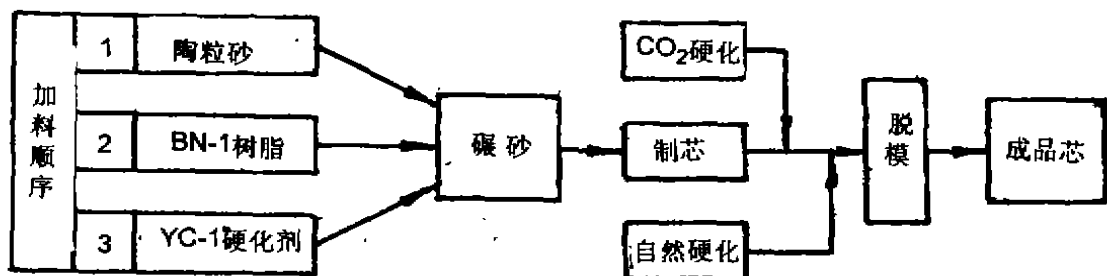 加料顺序
1 陶粒砂
2 BN-1树脂
3 YC-1硬化剂
碾砂
CO₂硬化
制芯
自然硬化
脱模
成品芯